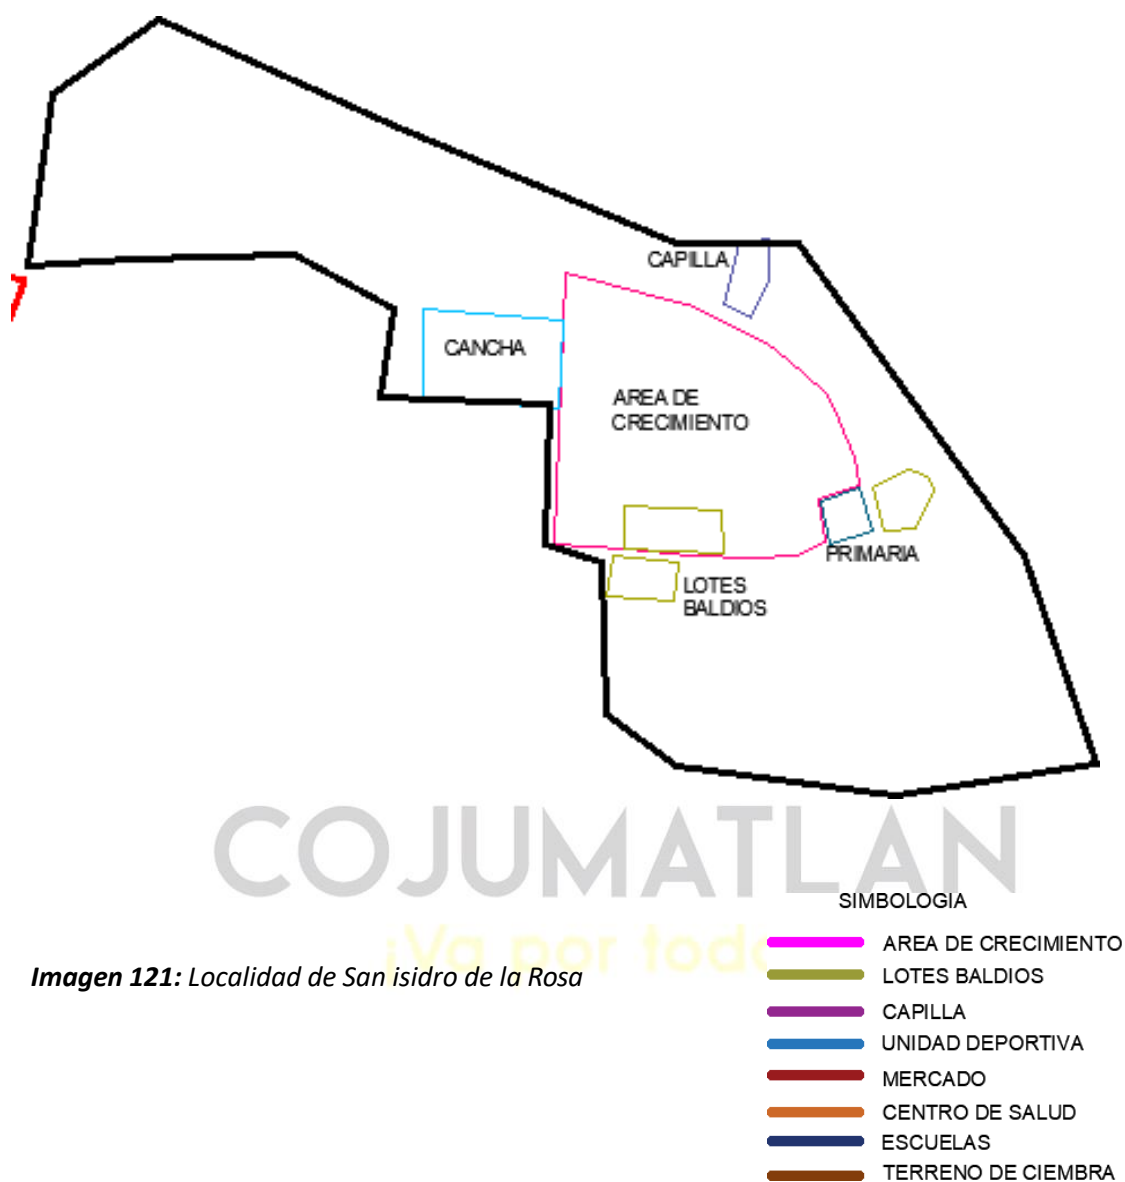 CAPILLA
CANCHA
AREA DE
CRECIMIENTO
PRIMARIA
LOTES
BALDIOS
COJUMATLAN
¡Va por todo
SIMBOLOGIA
AREA DE CRECIMIENTO
LOTES BALDIOS
CAPILLA
UNIDAD DEPORTIVA
MERCADO
CENTRO DE SALUD
ESCUELAS
TERRENO DE CIEMBRA
Imagen 121: Localidad de San isidro de la Rosa